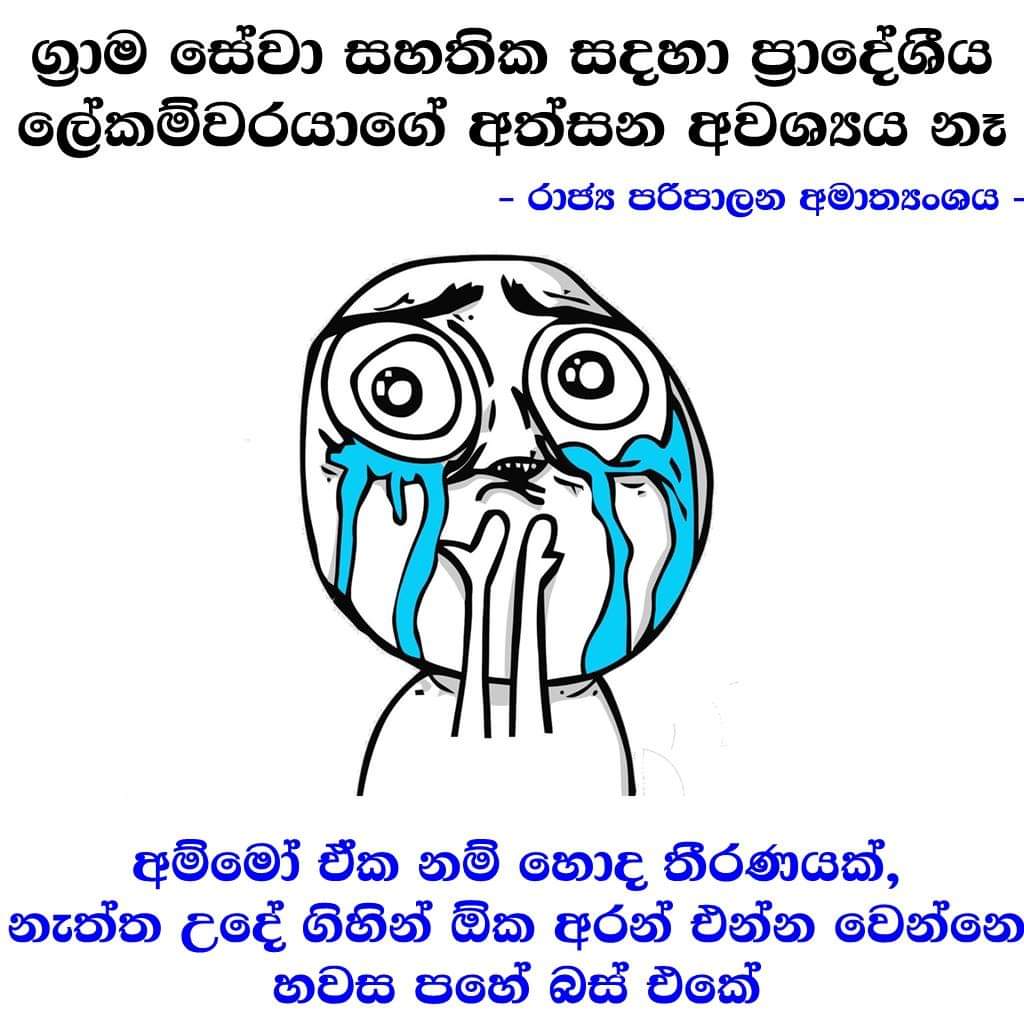 ග්‍රාම සේවා සහතික සදහා ප්‍රාදේශීය
ලේකම්වරයාගේ අත්සන අවශ්‍යය නෑ
- රාජ්‍ය පරිපාලන අමාත්‍යංශය -
අම්මෝ ඒක නම් හොද තීරණයක්,
නැත්ත උදේ ගිහින් ඕක අරන් එන්න වෙන්නෙ
හවස පහේ බස් එකේ